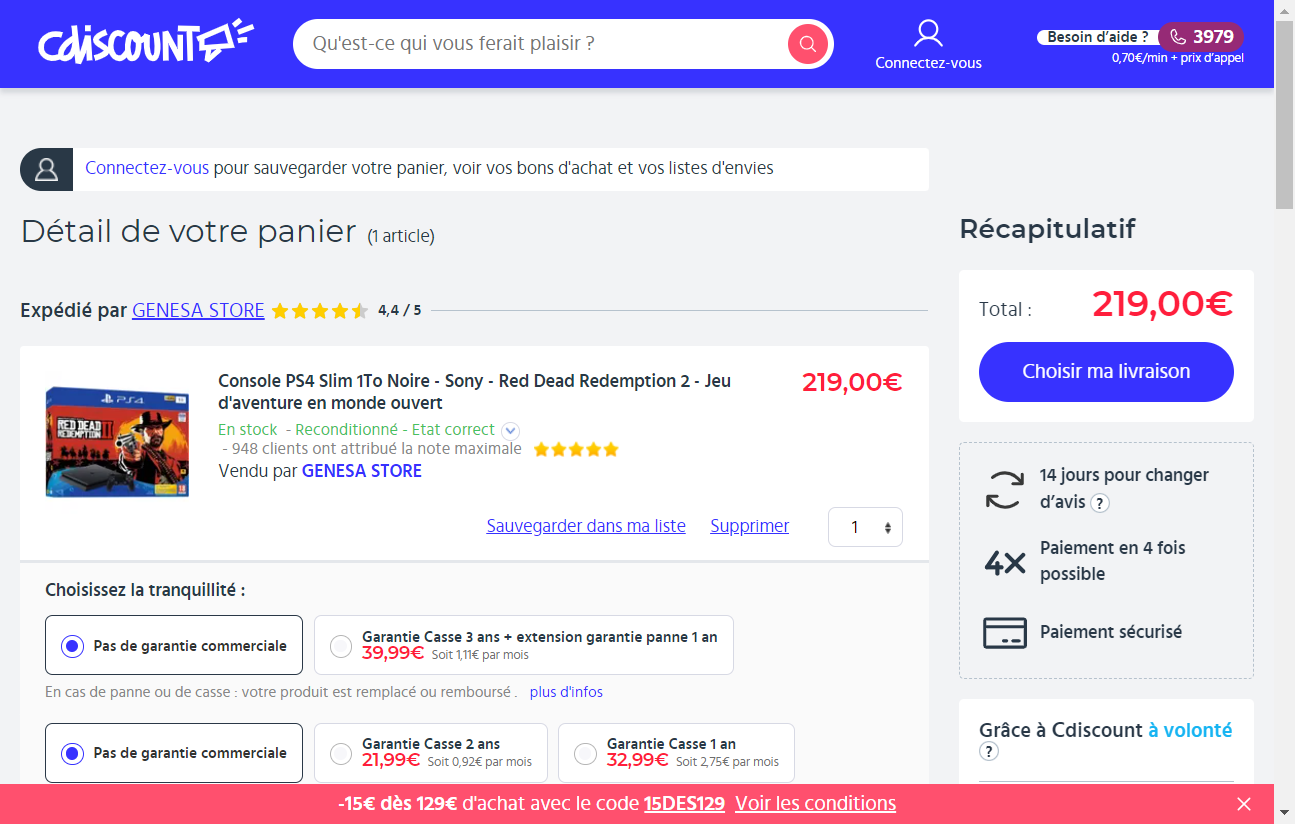 CDISCOUNT
Qu'est-ce qui vous ferait plaisir ?
Connectez-vous
Besoin d'aide ? 3979
0,70€/min + prix d'appel
Connectez-vous pour sauvegarder votre panier, voir vos bons d'achat et vos listes d'envies
Détail de votre panier (1 article)
Récapitulatif
Expédié par GENESA STORE 4,4 / 5
Total : 219,00€
Choisir ma livraison
PS4
RED DEAD
REDEMPTION
Console PS4 Slim 1To Noire - Sony - Red Dead Redemption 2 - Jeu
d'aventure en monde ouvert
219,00€
En stock - Reconditionné - Etat correct
- 948 clients ont attribué la note maximale
Vendu par GENESA STORE
Sauvegarder dans ma liste Supprimer 1
14 jours pour changer
d'avis ?
4X Paiement en 4 fois
possible
Paiement sécurisé
Choisissez la tranquillité :
Pas de garantie commerciale
Garantie Casse 3 ans + extension garantie panne 1 an
39,99€ Soit 1,11€ par mois
En cas de panne ou de casse : votre produit est remplacé ou remboursé . plus d'infos
Pas de garantie commerciale
Garantie Casse 2 ans
21,99€ Soit 0,92€ par mois
Garantie Casse 1 an
32,99€ Soit 2,75€ par mois
Grâce à Cdiscount à volonté
?
-15€ dès 129€ d'achat avec le code 15DES129 Voir les conditions